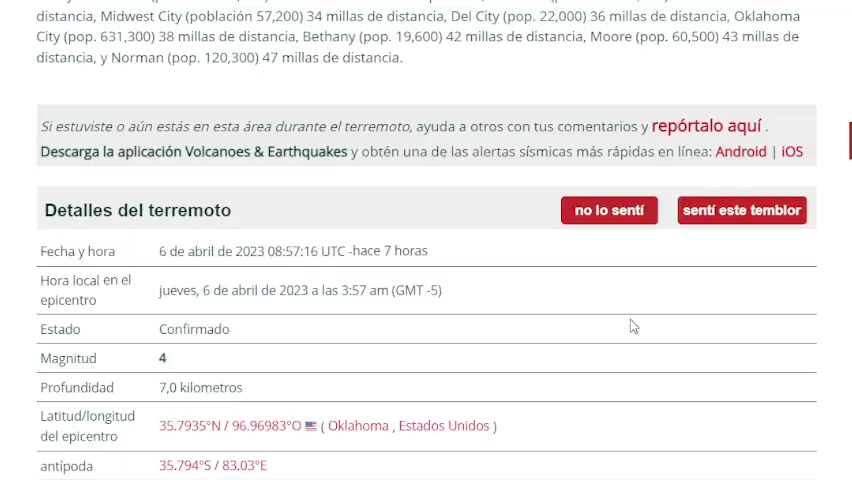 distancia, Midwest City (población 57,200) 34 millas de distancia, Del City (pop. 22,000) 36 millas de distancia, Oklahoma
City (pop. 631,300) 38 millas de distancia, Bethany (pop. 19,600) 42 millas de distancia, Moore (pop. 60,500) 43 millas de
distancia, y Norman (pop. 120,300) 47 millas de distancia.
Si estuviste o aún estás en esta área durante el terremoto, ayuda a otros con tus comentarios y repórtalo aquí .
Descarga la aplicación Volcanoes & Earthquakes y obtén una de las alertas sísmicas más rápidas en línea: Android | iOS
Detalles del terremoto no lo sentí sentí este temblor
Fecha y hora 6 de abril de 2023 08:57:16 UTC -hace 7 horas
Hora local en el
epicentro jueves, 6 de abril de 2023 a las 3:57 am (GMT -5)
Estado Confirmado
Magnitud 4
Profundidad 7,0 kilometros
Latitud/longitud
del epicentro 35.7935°N / 96.96983°O ( Oklahoma , Estados Unidos )
antípoda 35.794°S / 83.03°E